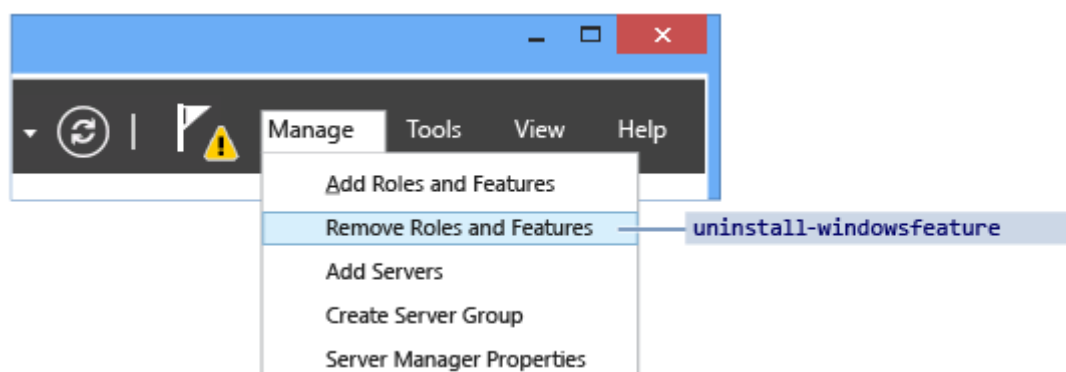 Manage Tools View Help
Add Roles and Features
Remove Roles and Features uninstall-windowsfeature
Add Servers
Create Server Group
Server Manager Properties